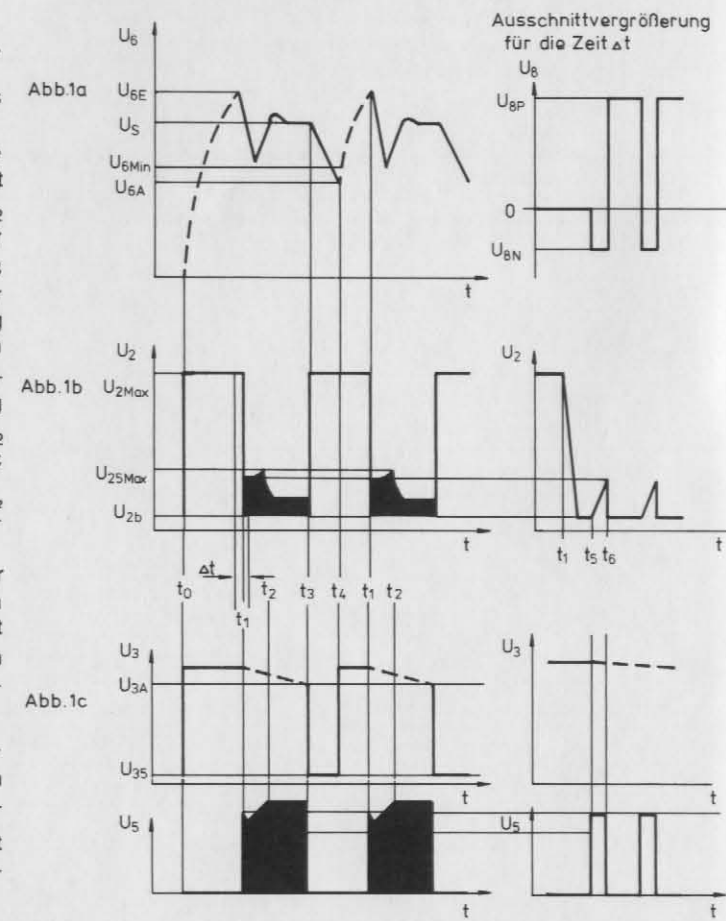 Ausschnittvergrößerung
für die Zeit Δt
U6
U8
Abb.1a
U6E
US
U6Min
U6A
t
U8P
0
U8N
t
U2
U2
Abb.1b
U2Max
U2SMax
U2b
t
t
t0
Δt
t1
t2
t3
t4
t1
t2
t1
t5
t6
U3
U3
Abb.1c
U3A
U3S
t
t
U5
U5
t
t